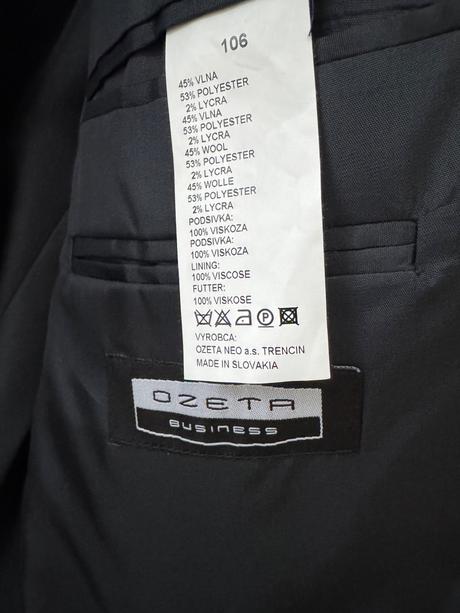 106
45% VLNA
53% POLYESTER
2% LYCRA
45% VLNA
53% POLYESTER
2% LYCRA
45% WOOL
53% POLYESTER
2% LYCRA
45% WOLLE
53% POLYESTER
2% LYCRA
PODSIVKA:
100% VISKOZA
PODSIVKA:
100% VISKOZA
LINING:
100% VISCOSE
FUTTER:
100% VISKOSE
P
VYROBCA:
OZETA NEO a.s. TRENCIN
MADE IN SLOVAKIA
OZETA
BUSINESS